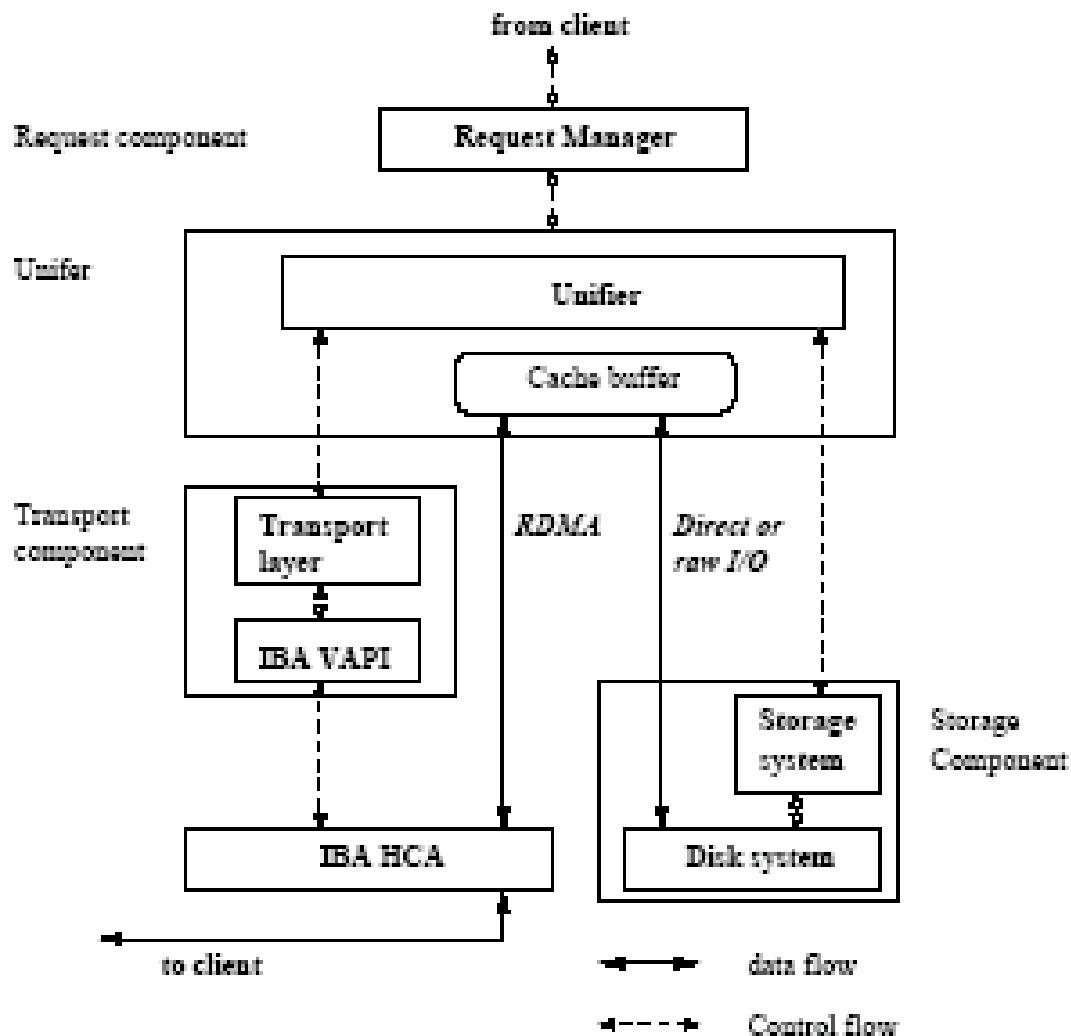 from client
Request component
Request Manager
Unifer
Unifier
Cache buffer
Transport
component
Transport
layer
RDMA
Direct or
raw I/O
IBA VAPI
Storage
system
Storage
Component
IBA HCA
Disk system
to client
data flow
Control flow